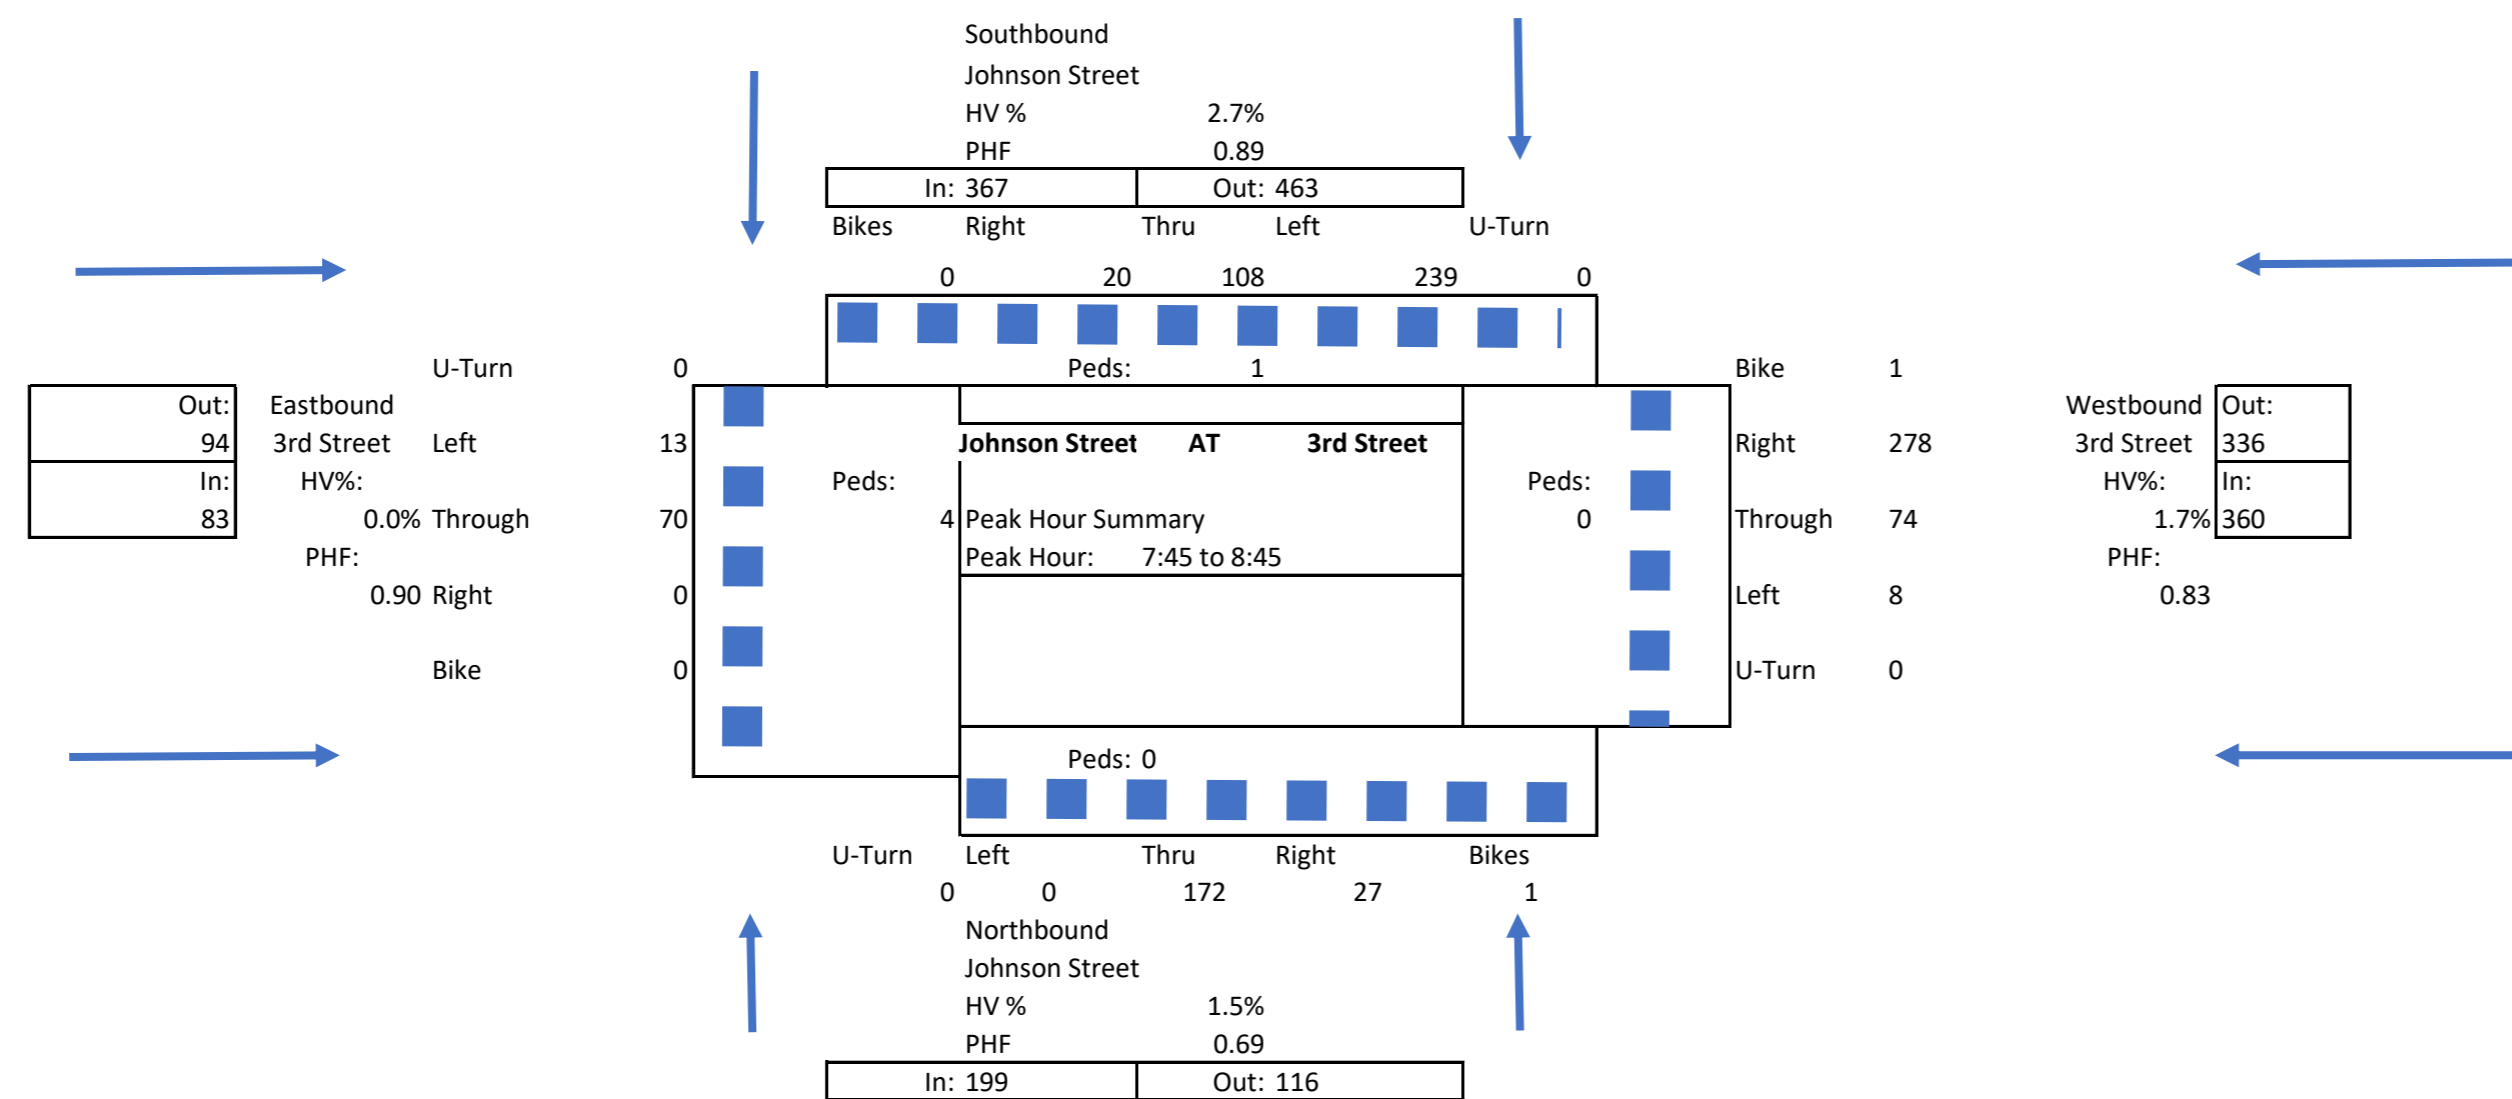 Southbound
Johnson Street
HV % 2.7%
PHF 0.89
In: 367 Out: 463
Bikes Right Thru Left U-Turn
0 20 108 239 0
U-Turn 0 Peds: 1 Bike 1
Out: Eastbound Westbound Out:
94 3rd Street Left 13 Johnson Street AT 3rd Street Right 278 3rd Street 336
In: HV%: Peds: Peds: HV%: In:
83 0.0% Through 70 4 Peak Hour Summary 0 Through 74 1.7% 360
PHF: Peak Hour: 7:45 to 8:45 PHF:
0.90 Right 0 Left 8 0.83
Bike 0 U-Turn 0
Peds: 0
U-Turn Left Thru Right Bikes
0 0 172 27 1
Northbound
Johnson Street
HV % 1.5%
PHF 0.69
In: 199 Out: 116